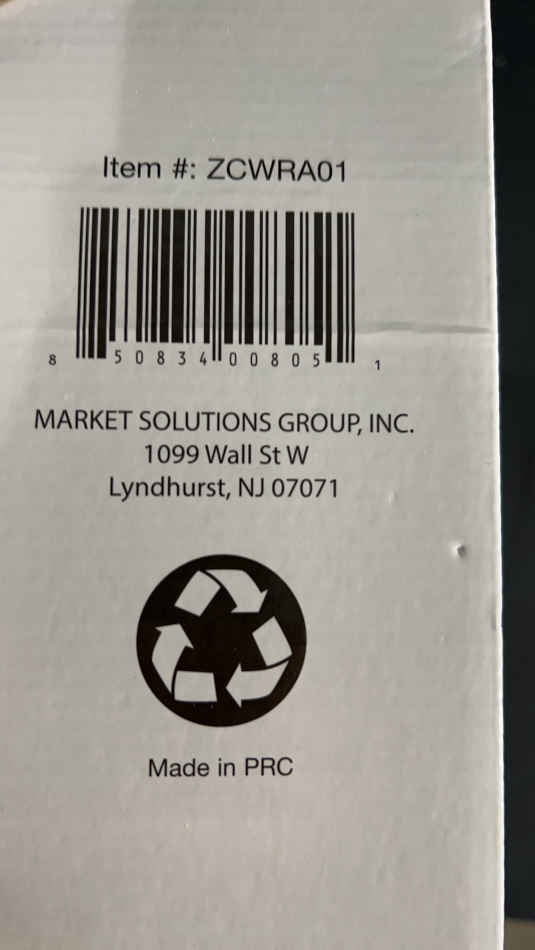 Item #: ZCWRA01
8 50834 00805 1
MARKET SOLUTIONS GROUP, INC.
1099 Wall St W
Lyndhurst, NJ 07071
Made in PRC